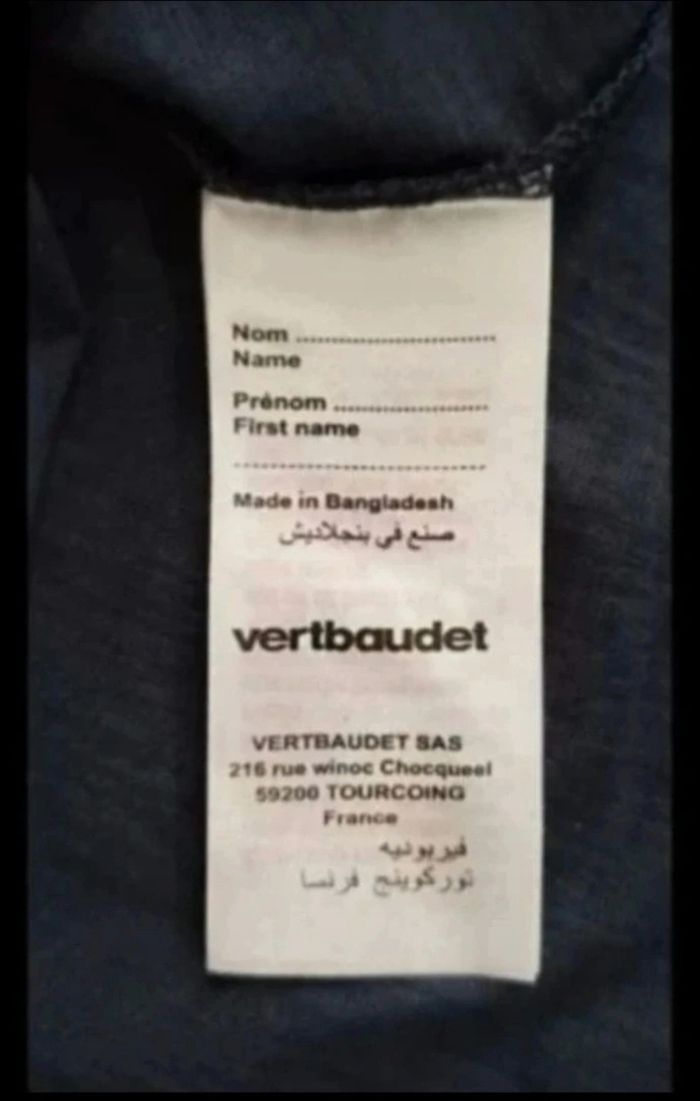 Nom ........................
Name
Prénom ...................
First name
-----------------------------
Made in Bangladesh
صنع في بنجلاديش
vertbaudet
VERTBAUDET SAS
216 rue winoc Chocqueel
59200 TOURCOING
France
فيربوديه
توركوينج فرنسا